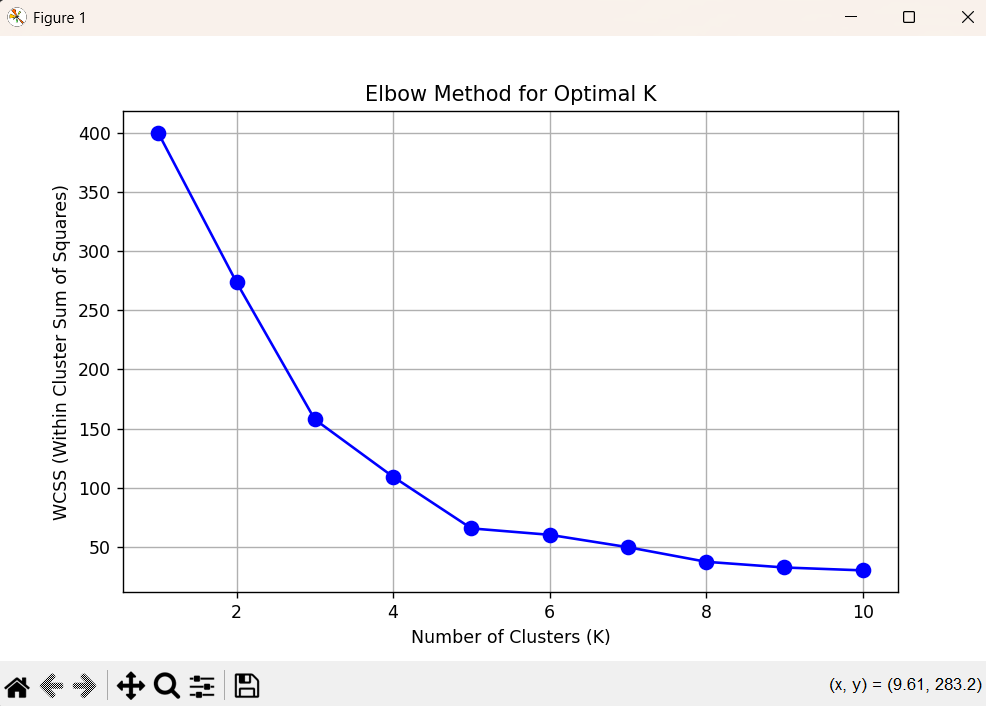 Figure 1
Elbow Method for Optimal K
WCSS (Within Cluster Sum of Squares)
400
350
300
250
200
150
100
50
2 4 6 8 10
Number of Clusters (K)
(x, y) = (9.61, 283.2)